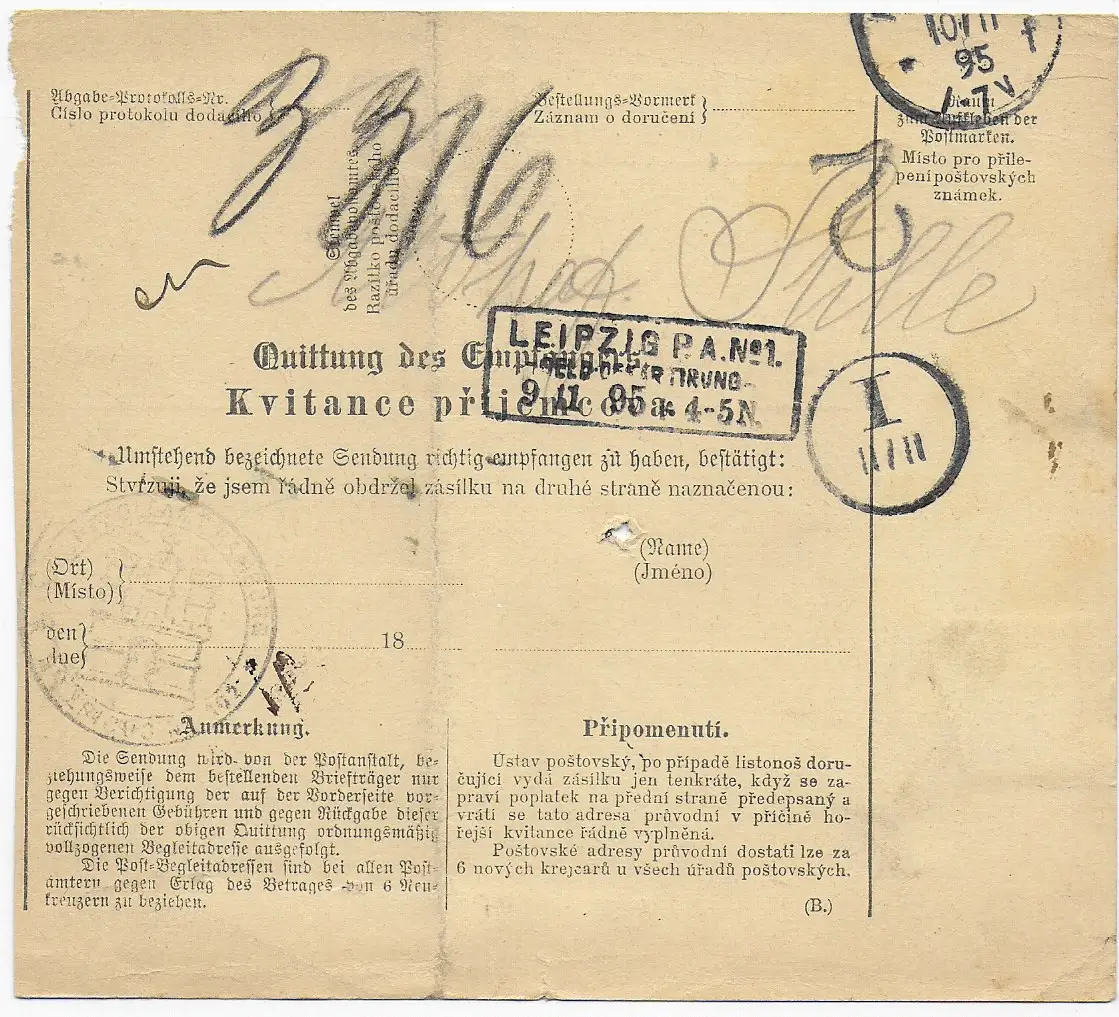 10/11 f
95
Abgabe-Protokolls-Nr.
Číslo protokolu dodacího
336
Bestellungs-Vormerk
Záznam o doručení
Raum
zum Aufkleben der
Postmarken.
Místo pro přile-
pení poštovských
známek.
Stempel
des Abgabepostamtes
Razítko poštovského
úřadu dodacího
2
LEIPZIG P.A.No1.
9/11 95 4-5N.
Quittung des Empfängers.
Kvitance příjemcova.
I
11/11
Umstehend bezeichnete Sendung richtig empfangen zu haben, bestätigt:
Stvrzuji, že jsem řádně obdržel zásilku na druhé straně naznačenou:
(Name)
(Jméno)
(Ort)
(Místo)
den
dne
18
Anmerkung.
Die Sendung wird von der Postanstalt, be-
ziehungsweise dem bestellenden Briefträger nur
gegen Berichtigung der auf der Vorderseite vor-
geschriebenen Gebühren und gegen Rückgabe dieser
rücksichtlich der obigen Quittung ordnungsmäßig
vollzogenen Begleitadresse ausgefolgt.
Die Post-Begleitadressen sind bei allen Post-
ämtern gegen Erlag des Betrages von 6 Neu-
kreuzern zu beziehen.
Připomenutí.
Ústav poštovský, po případě listonoš doru-
čující vydá zásilku jen tenkráte, když se za-
praví poplatek na přední straně předepsaný a
vrátí se tato adresa průvodní v příčině ho-
řejší kvitance řádně vyplněná.
Poštovské adresy průvodní dostati lze za
6 nových krejcarů u všech úřadů poštovských.
(B.)